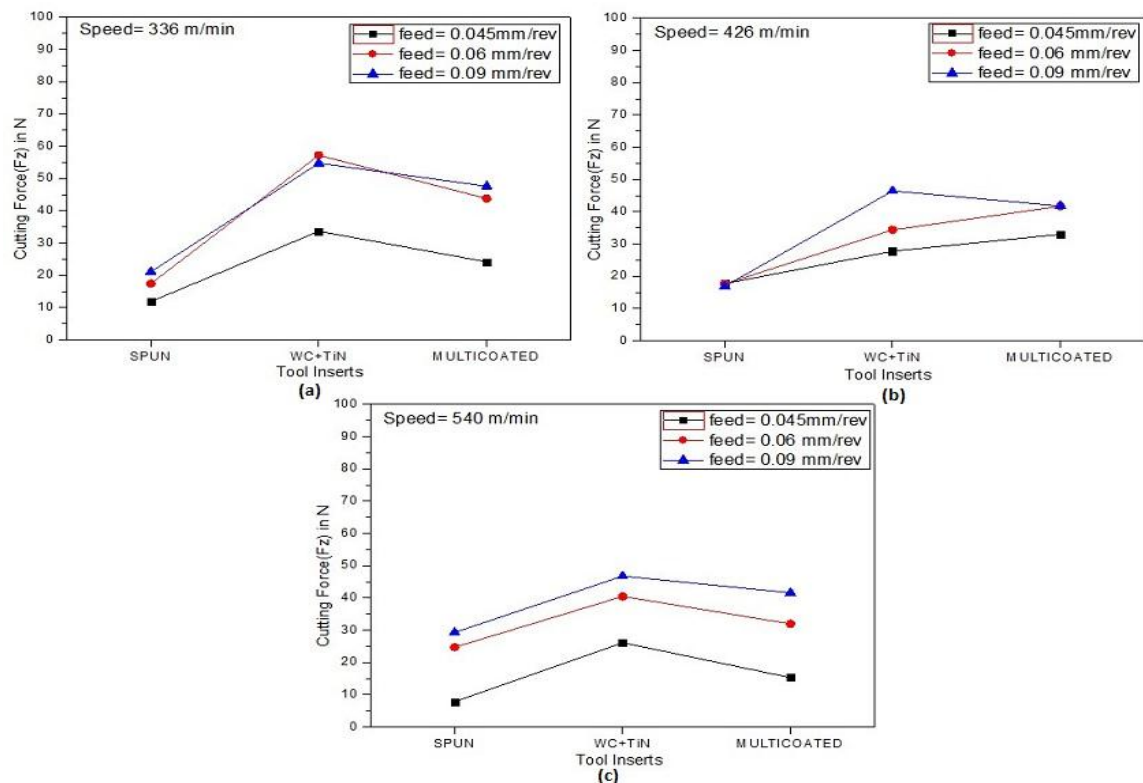 Speed= 336 m/min
feed= 0.045mm/rev
feed= 0.06 mm/rev
feed= 0.09 mm/rev
100
90
80
70
60
50
40
30
20
10
0
Cutting Force(Fz) in N
SPUN WC+TiN MULTICOATED
Tool Inserts
(a)
Speed= 426 m/min
feed= 0.045mm/rev
feed= 0.06 mm/rev
feed= 0.09 mm/rev
100
90
80
70
60
50
40
30
20
10
0
Cutting Force(Fz) in N
SPUN WC+TiN MULTICOATED
Tool Inserts
(b)
Speed= 540 m/min
feed= 0.045mm/rev
feed= 0.06 mm/rev
feed= 0.09 mm/rev
100
90
80
70
60
50
40
30
20
10
0
Cutting Force(Fz) in N
SPUN WC+TiN MULTICOATED
Tool Inserts
(c)